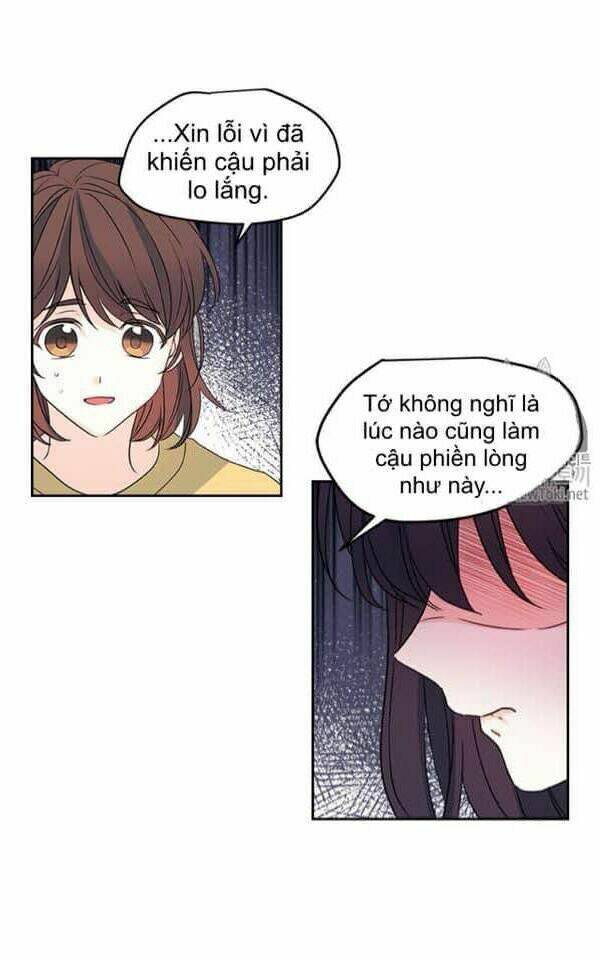 ...Xin lỗi vì đã
khiến cậu phải
lo lắng.
Tớ không nghĩ là
lúc nào cũng làm
cậu phiền lòng
như này...